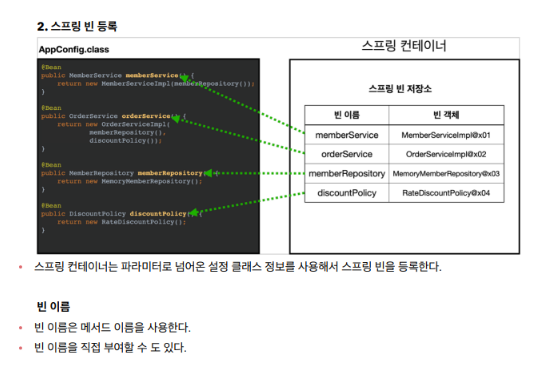 2. 스프링 빈 등록
AppConfig.class
스프링 컨테이너
@Bean
public MemberService memberService() {
return new MemberServiceImpl(memberRepository());
}
@Bean
public OrderService orderService() {
return new OrderServiceImpl(
memberRepository(),
discountPolicy());
}
@Bean
public MemberRepository memberRepository() {
return new MemoryMemberRepository();
}
@Bean
public DiscountPolicy discountPolicy() {
return new RateDiscountPolicy();
}
스프링 빈 저장소
빈 이름 빈 객체
memberService MemberServiceImpl@x01
orderService OrderServiceImpl@x02
memberRepository MemoryMemberRepository@x03
discountPolicy RateDiscountPolicy@x04
• 스프링 컨테이너는 파라미터로 넘어온 설정 클래스 정보를 사용해서 스프링 빈을 등록한다.
빈 이름
• 빈 이름은 메서드 이름을 사용한다.
• 빈 이름을 직접 부여할 수 도 있다.